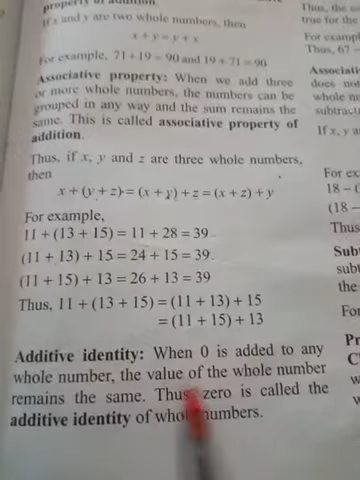 property of addition.
If x and y are two whole numbers, then
x + y = y + x
For example, 71 + 19 = 90 and 19 + 71 = 90
Associative property: When we add three
or more whole numbers, the numbers can be
grouped in any way and the sum remains the
same. This is called associative property of
addition.
Thus, if x, y and z are three whole numbers,
then
x + (y + z) = (x + y) + z = (x + z) + y
For example,
11 + (13 + 15) = 11 + 28 = 39
(11 + 13) + 15 = 24 + 15 = 39
(11 + 15) + 13 = 26 + 13 = 39
Thus, 11 + (13 + 15) = (11 + 13) + 15
= (11 + 15) + 13
Additive identity: When 0 is added to any
whole number, the value of the whole number
remains the same. Thus zero is called the
additive identity of whole numbers.
Thus, the
true for the
For exampl
Thus, 67 –
Associati
does not
whole n
subtract
If x, y a
For ex
18 –
(18 –
Thus
Sub
subt
the
For